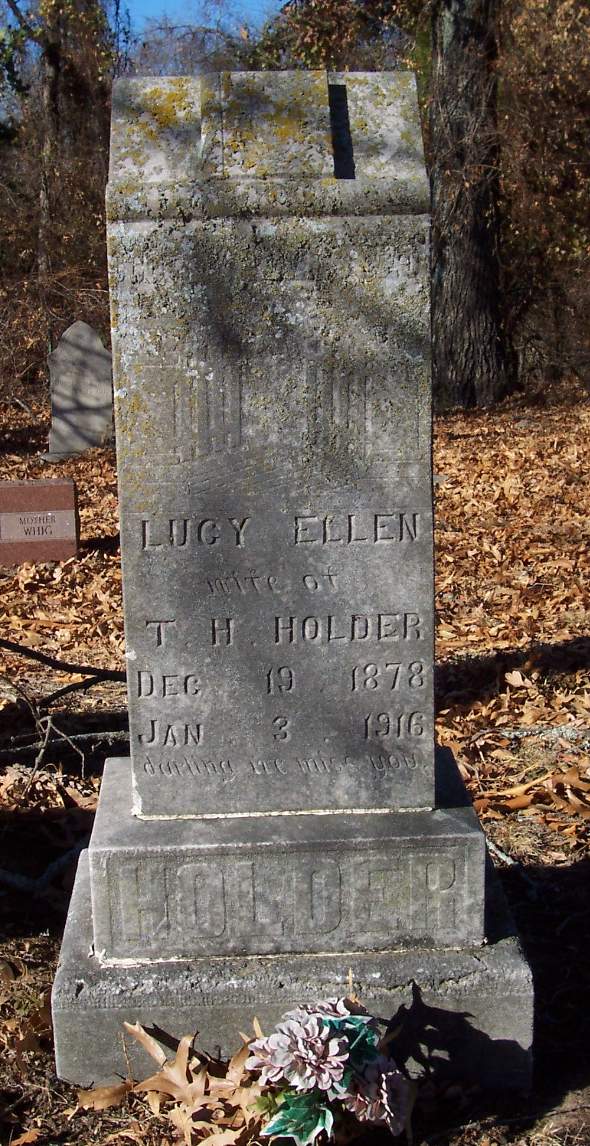 LUCY ELLEN
wife of
T. H. HOLDER
DEC 19, 1878
JAN. 3. 1916
darling we miss you.
HOLDER
MOTHER
WHIG